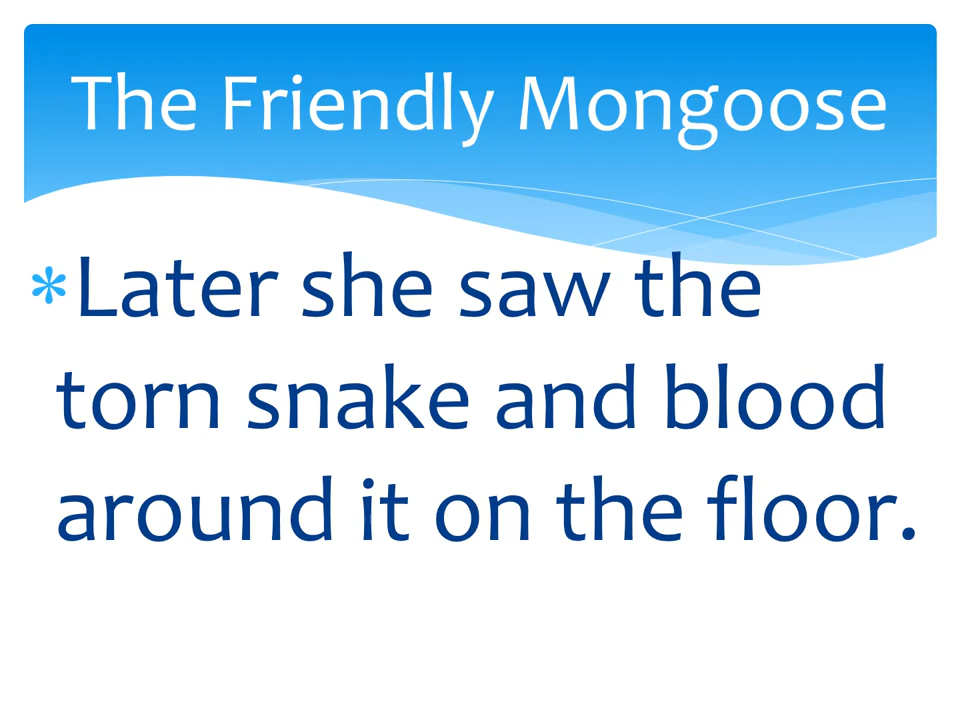 The Friendly Mongoose
*Later she saw the
torn snake and blood
around it on the floor.